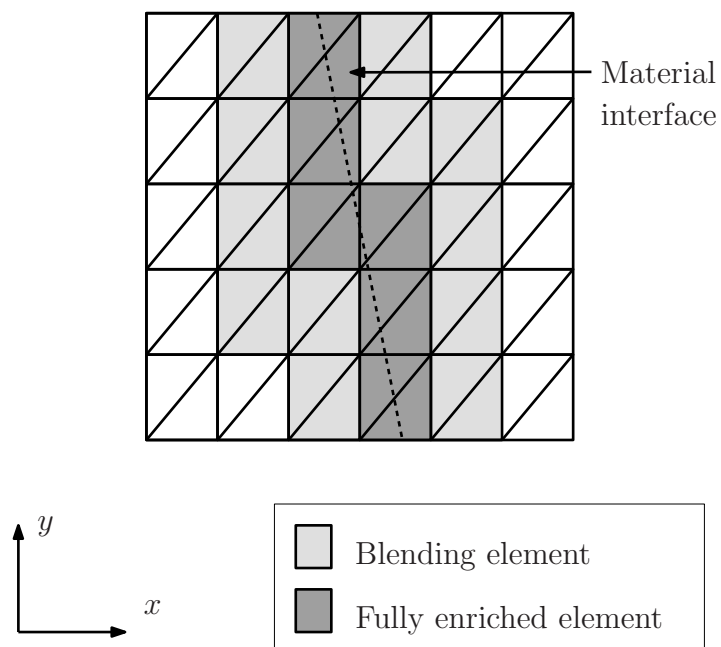 Material
interface
y
x
Blending element
Fully enriched element